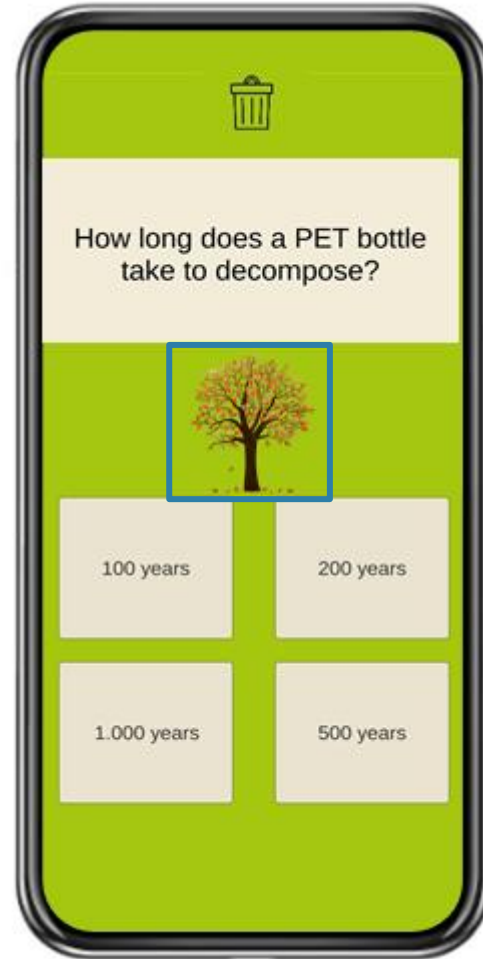 How long does a PET bottle
take to decompose?
100 years
200 years
1.000 years
500 years